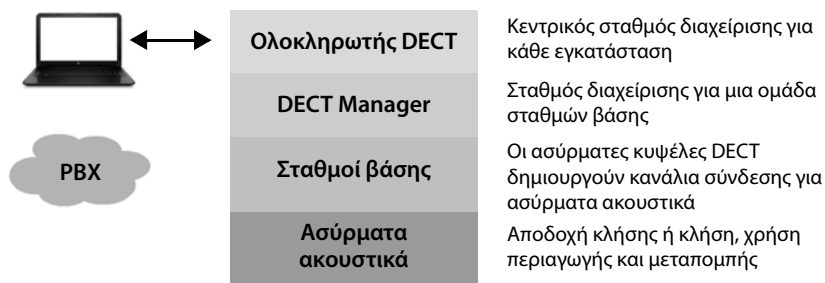 Ολοκληρωτής DECT
Κεντρικός σταθμός διαχείρισης για
κάθε εγκατάσταση
DECT Manager
Σταθμός διαχείρισης για μια ομάδα
σταθμών βάσης
PBX
Σταθμοί βάσης
Οι ασύρματες κυψέλες DECT
δημιουργούν κανάλια σύνδεσης για
ασύρματα ακουστικά
Ασύρματα
ακουστικά
Αποδοχή κλήσης ή κλήση, χρήση
περιαγωγής και μεταπομπής